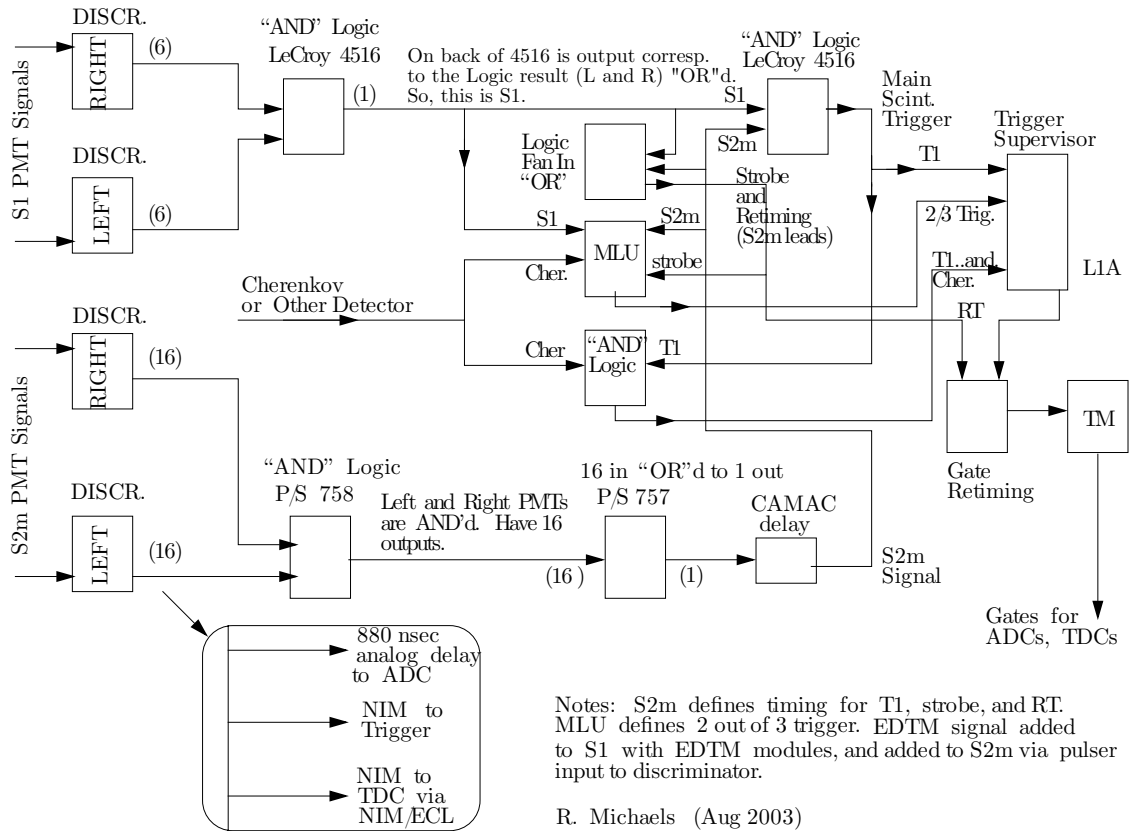 DISCR.
RIGHT
(6)
S1 PMT Signals
DISCR.
LEFT
(6)
“AND” Logic
LeCroy 4516
(1)
On back of 4516 is output corresp.
to the Logic result (L and R) "OR"d.
So, this is S1.
“AND” Logic
LeCroy 4516
S1
S2m
Main
Scint.
Trigger
Trigger
Supervisor
T1
Logic
Fan In
“OR”
Strobe
and
Retiming
(S2m leads)
2/3 Trig.
S1
S2m
MLU
Cher.
strobe
T1..and.
Cher.
L1A
Cherenkov
or Other Detector
RT
Cher
“AND”
Logic
T1
DISCR.
RIGHT
(16)
S2m PMT Signals
DISCR.
LEFT
(16)
TM
Gate
Retiming
“AND” Logic
P/S 758
Left and Right PMTs
are AND'd. Have 16
outputs.
16 in “OR”d to 1 out
P/S 757
(16 )
(1)
CAMAC
delay
S2m
Signal
Gates for
ADCs, TDCs
880 nsec
analog delay
to ADC
NIM to
Trigger
NIM to
TDC via
NIM/ECL
Notes: S2m defines timing for T1, strobe, and RT.
MLU defines 2 out of 3 trigger. EDTM signal added
to S1 with EDTM modules, and added to S2m via pulser
input to discriminator.
R. Michaels (Aug 2003)